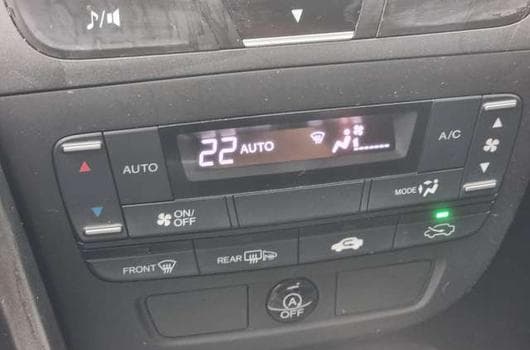 22 AUTO
AUTO
A/C
ON/
OFF
MODE
FRONT
REAR
A
OFF